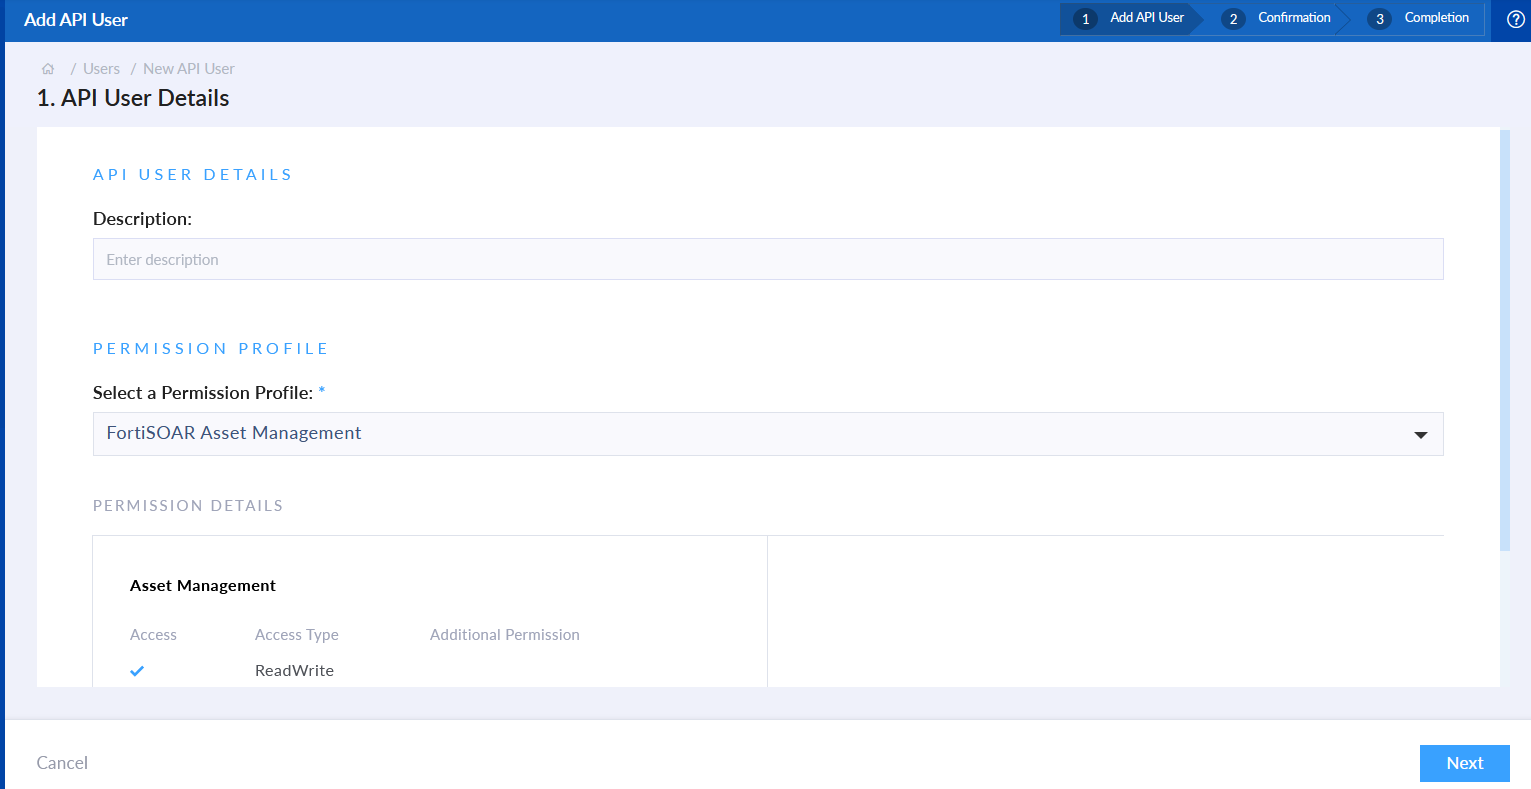 Add API User
1 Add API User 2 Confirmation 3 Completion
/ Users / New API User
1. API User Details
API USER DETAILS
Description:
Enter description
PERMISSION PROFILE
Select a Permission Profile: *
FortiSOAR Asset Management
PERMISSION DETAILS
Asset Management
Access Access Type Additional Permission
ReadWrite
Cancel
Next